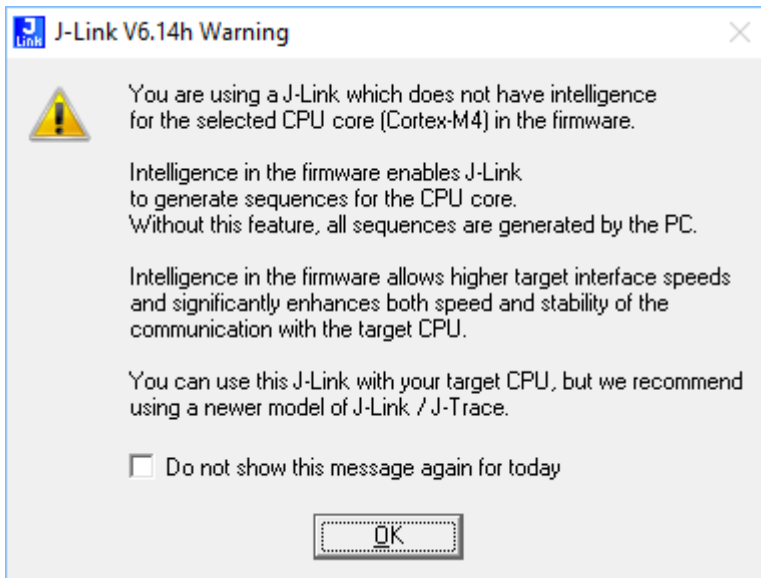 J Link
J-Link V6.14h Warning
You are using a J-Link which does not have intelligence
for the selected CPU core (Cortex-M4) in the firmware.
Intelligence in the firmware enables J-Link
to generate sequences for the CPU core.
Without this feature, all sequences are generated by the PC.
Intelligence in the firmware allows higher target interface speeds
and significantly enhances both speed and stability of the
communication with the target CPU.
You can use this J-Link with your target CPU, but we recommend
using a newer model of J-Link / J-Trace.
Do not show this message again for today
OK